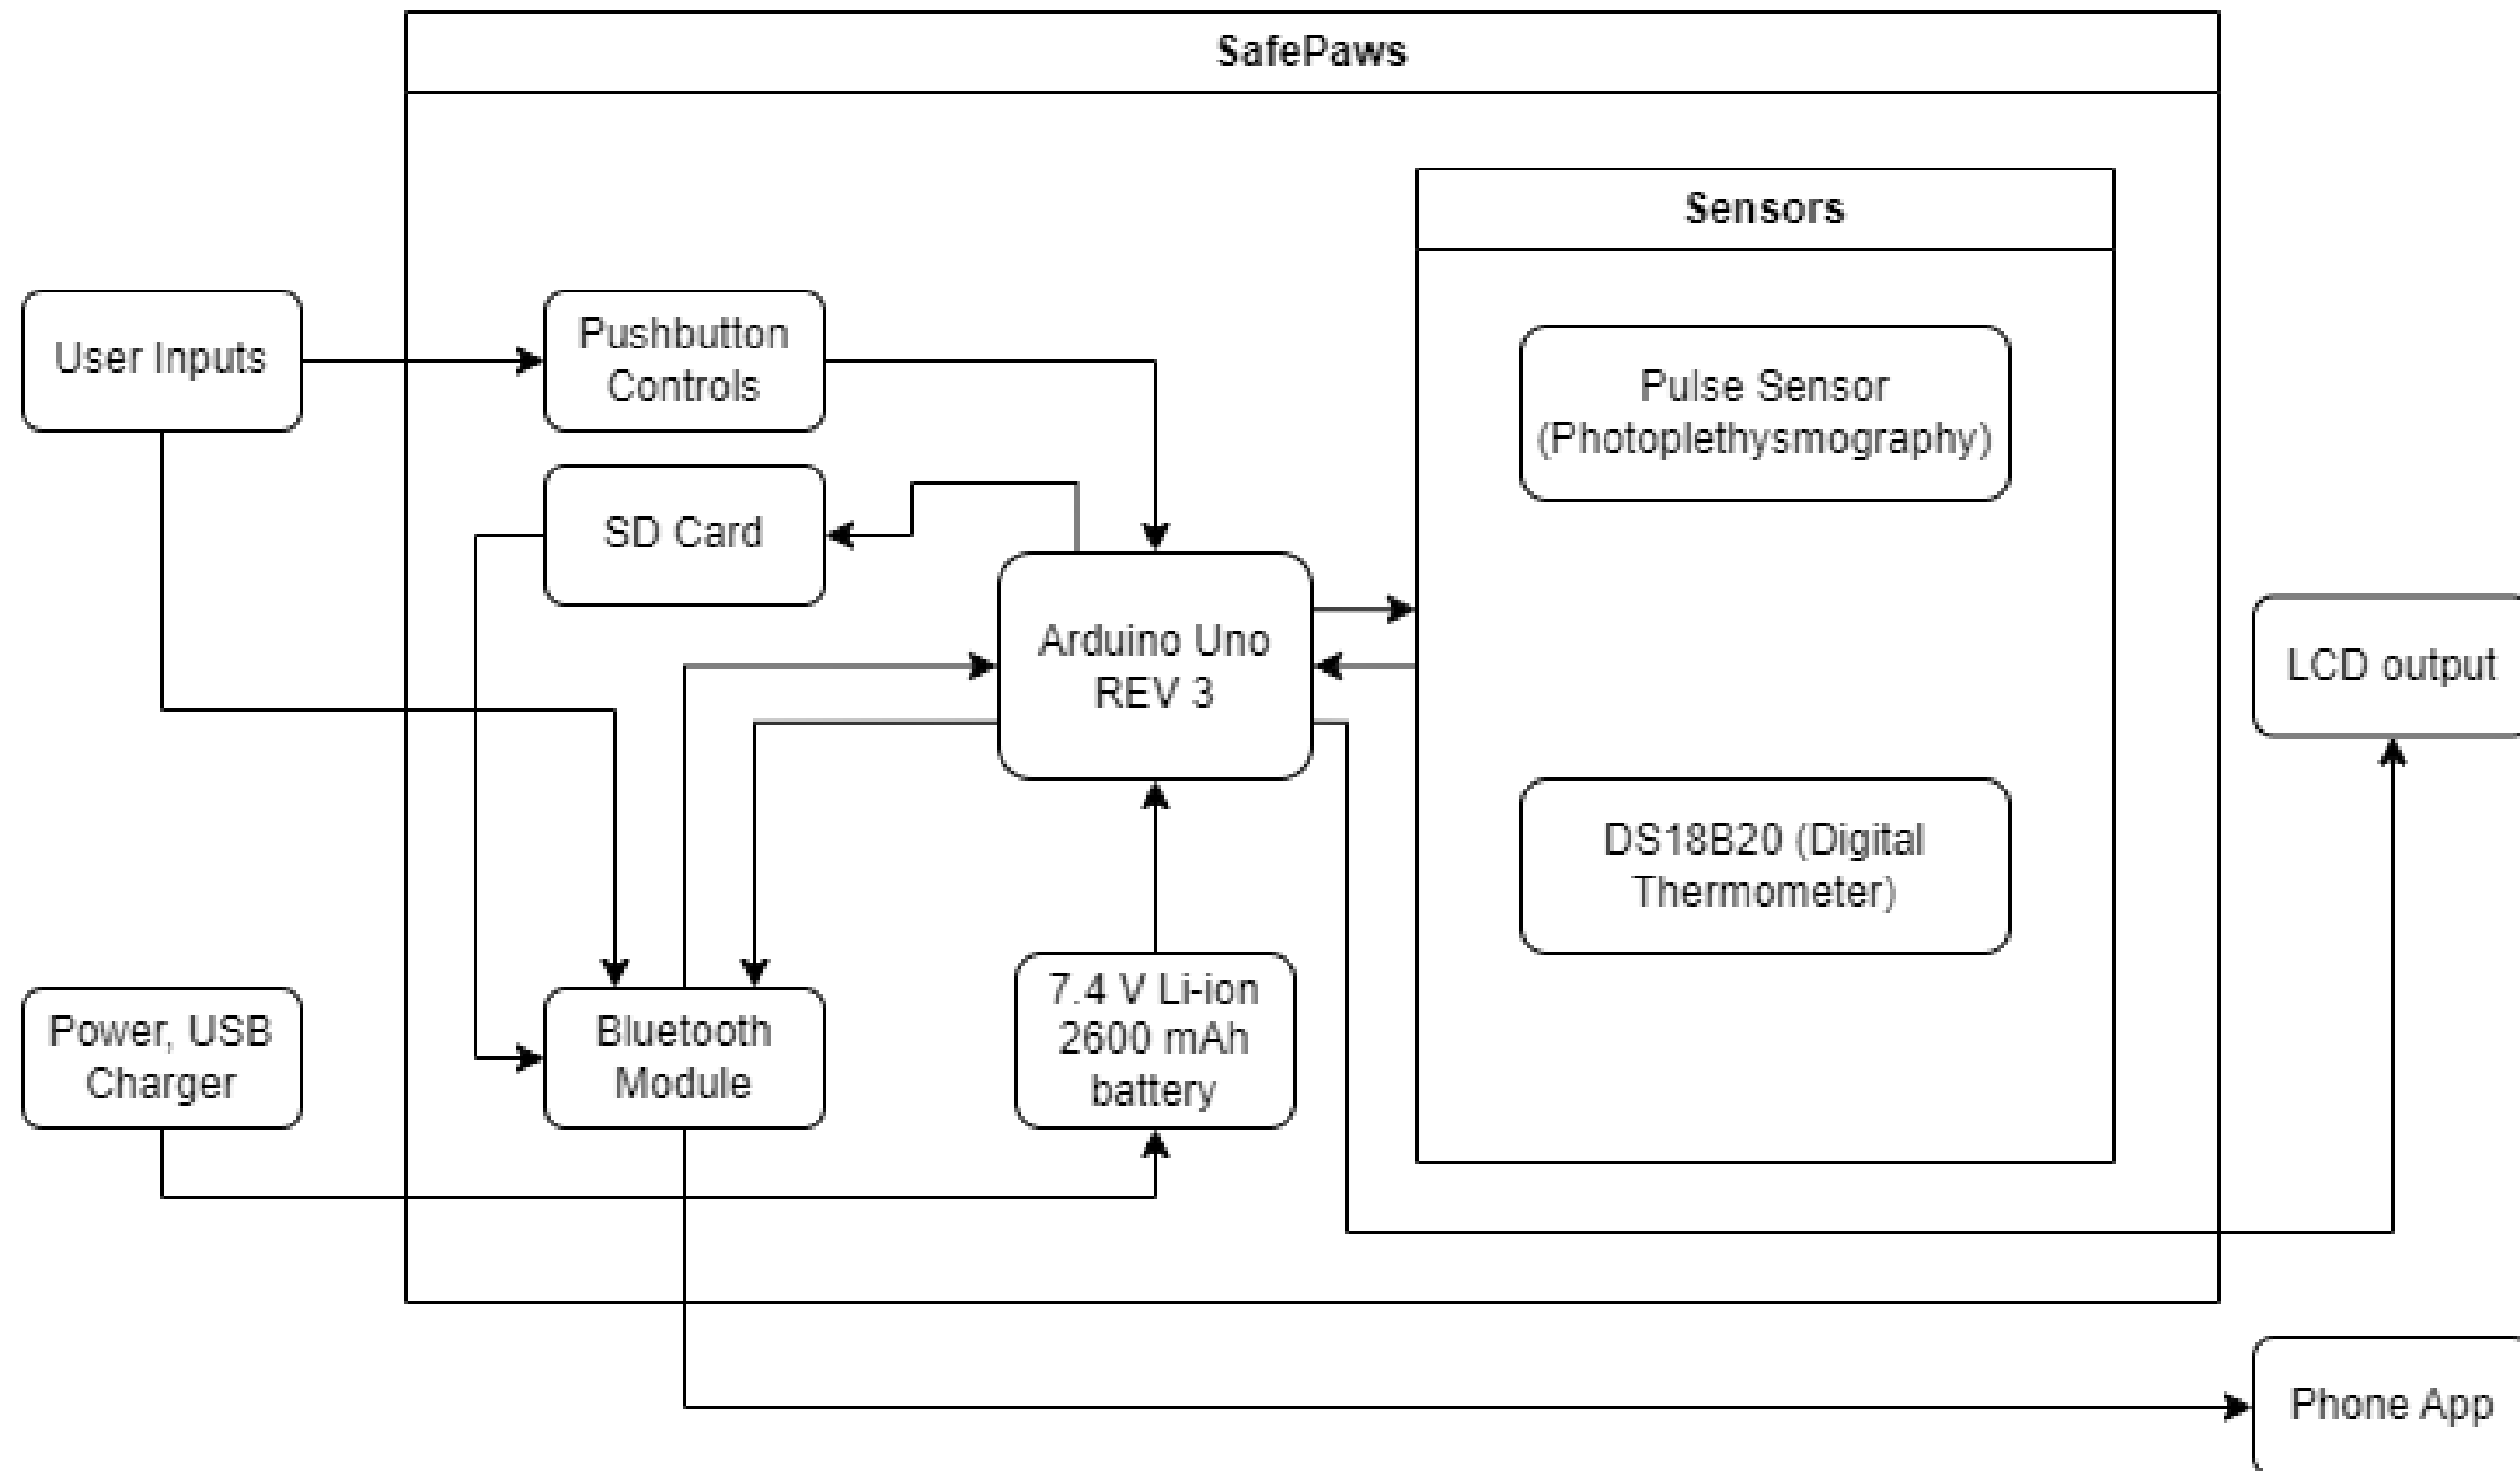 SafePaws
Sensors
User Inputs
Pushbutton
Controls
Pulse Sensor
(Photoplethysmography)
SD Card
Arduino Uno
REV 3
LCD output
DS18B20 (Digital
Thermometer)
Power, USB
Charger
Bluetooth
Module
7.4 V Li-ion
2600 mAh
battery
Phone App